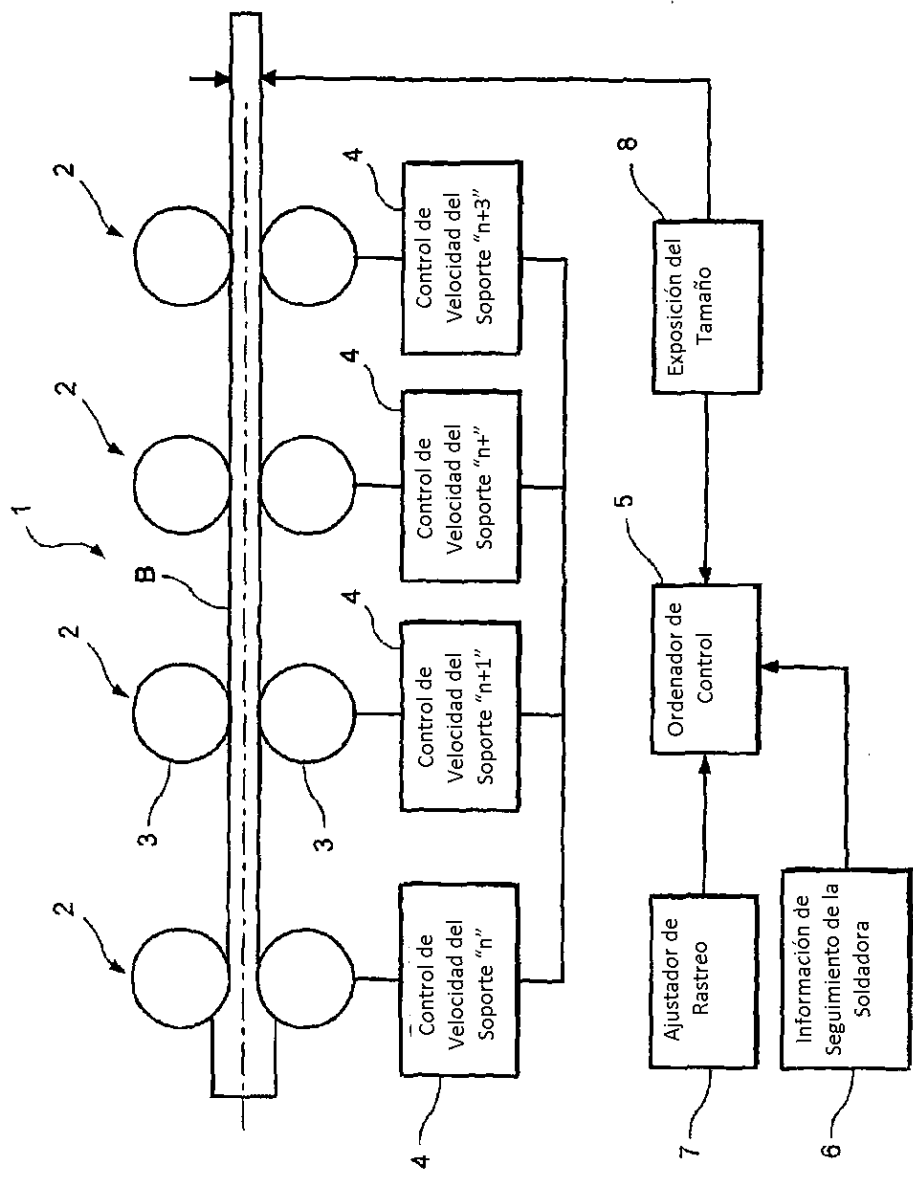 1
2
2
2
2
B
3
3
4
4
4
4
Control de
Velocidad del
Soporte “n”
Control de
Velocidad del
Soporte “n+1”
Control de
Velocidad del
Soporte “n+”
Control de
Velocidad del
Soporte “n+3”
5
8
Ordenador de
Control
Exposición del
Tamaño
Ajustador de
Rastreo
7
Información de
Seguimiento de la
Soldadora
6